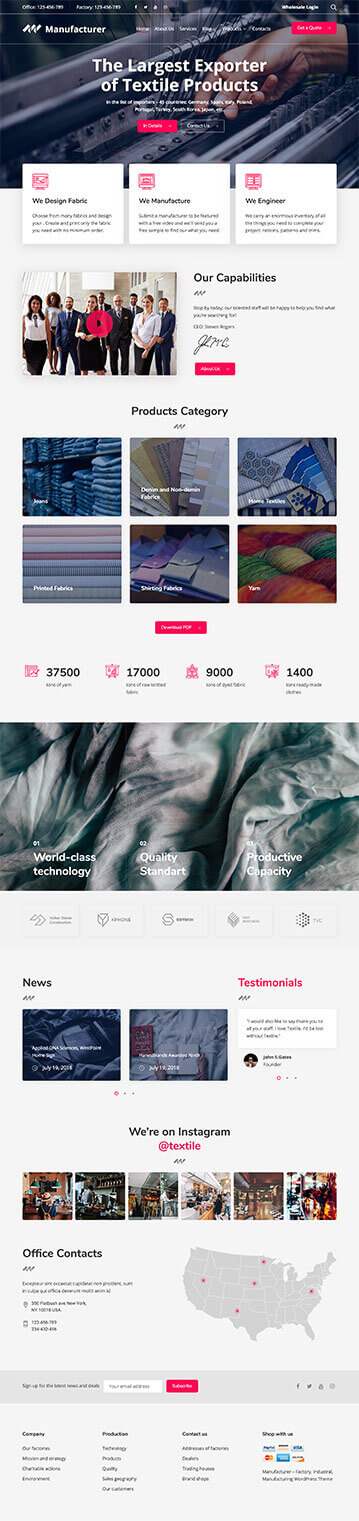 Office: 123-456-789 Factory: 123-456-789
Wholesale Login
Manufacturer
Home About Us Services Blog Products Contacts
Get a Quote
The Largest Exporter
of Textile Products
In the list of importers - 45 countries: Germany, Spain, Italy, Poland,
Portugal, Turkey, South Korea, Japan, etc.
In Details
Contact Us
We Design Fabric
Choose from many fabrics and design
your . Create and print only the fabric
you need with no minimum order.
We Manufacture
Submit a manufacturer to be featured
with a free video and we'll send you a
free sample to find our what you need.
We Engineer
We carry an enormous inventory of all
the things you need to complete your
project: notions, patterns and trims.
Our Capabilities
Stop by today: our talented staff will be happy to help you find what
you're searching for!
CEO: Steven Rogers
About Us
Products Category
Jeans
Denim and Non-demin
Fabrics
Home Textiles
Printed Fabrics
Shirting Fabrics
Yarn
Download PDF
37500
tons of yarn
17000
tons of raw knitted
fabric
9000
tons of dyed fabric
1400
tons ready-made
clothes
01
World-class
technology
02
Quality
Standart
03
Productive
Capacity
XPHONE
TVC
News
Applied DNA Sciences, WestPoint
Home Sign
July 19, 2018
HanesBrands Awarded Ninth
July 19, 2018
Testimonials
"I would also like to say thank you to
all your staff. I love Textile. I'd be lost
without Textile."
John S.Gates
Founder
We're on Instagram
@textile
Office Contacts
Excepteur sint occaecat cupidatat non proident, sunt
in culpa qui officia deserunt mollit anim id
350 Flatbush ave New York,
NY 10018 USA.
123-456-789
234-432-456
Sign up for the latest news and deals
Your email address
Subscribe
Company
Our factories
Mission and strategy
Charitable actions
Environment
Production
Technology
Products
Quality
Sales geography
Our customers
Contact us
Addresses of factories
Dealers
Trading houses
Brand shops
Shop with us
PayPal
VISA
Manufacturer – Factory, Industrial,
Manufacturing WordPress Theme